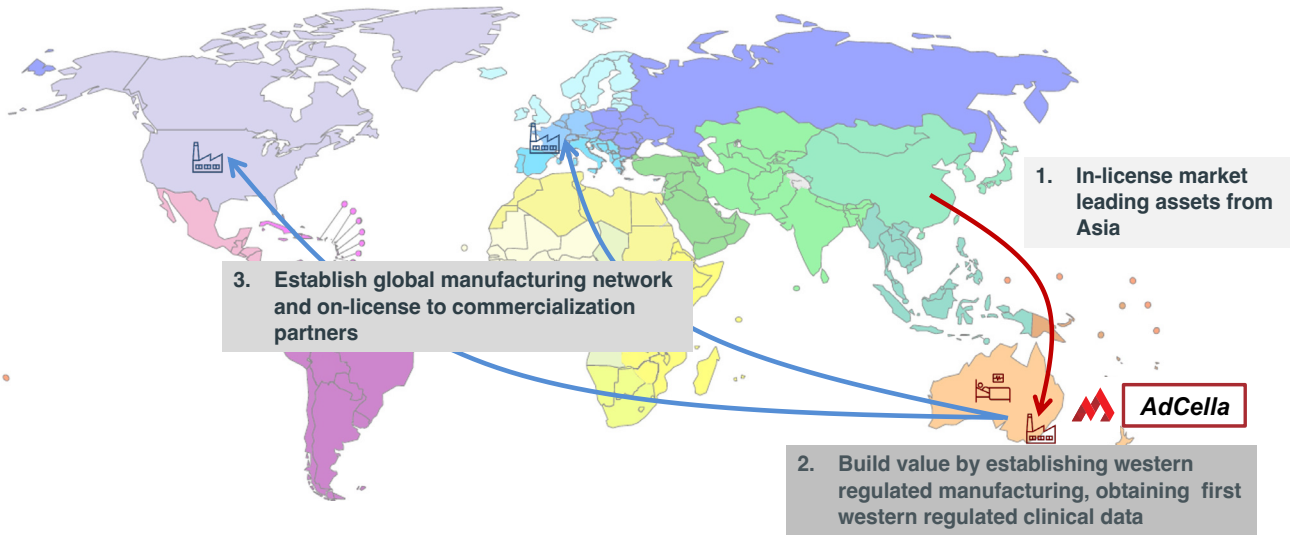 1. In-license market
leading assets from
Asia
3. Establish global manufacturing network
and on-license to commercialization
partners
AdCella
2. Build value by establishing western
regulated manufacturing, obtaining first
western regulated clinical data